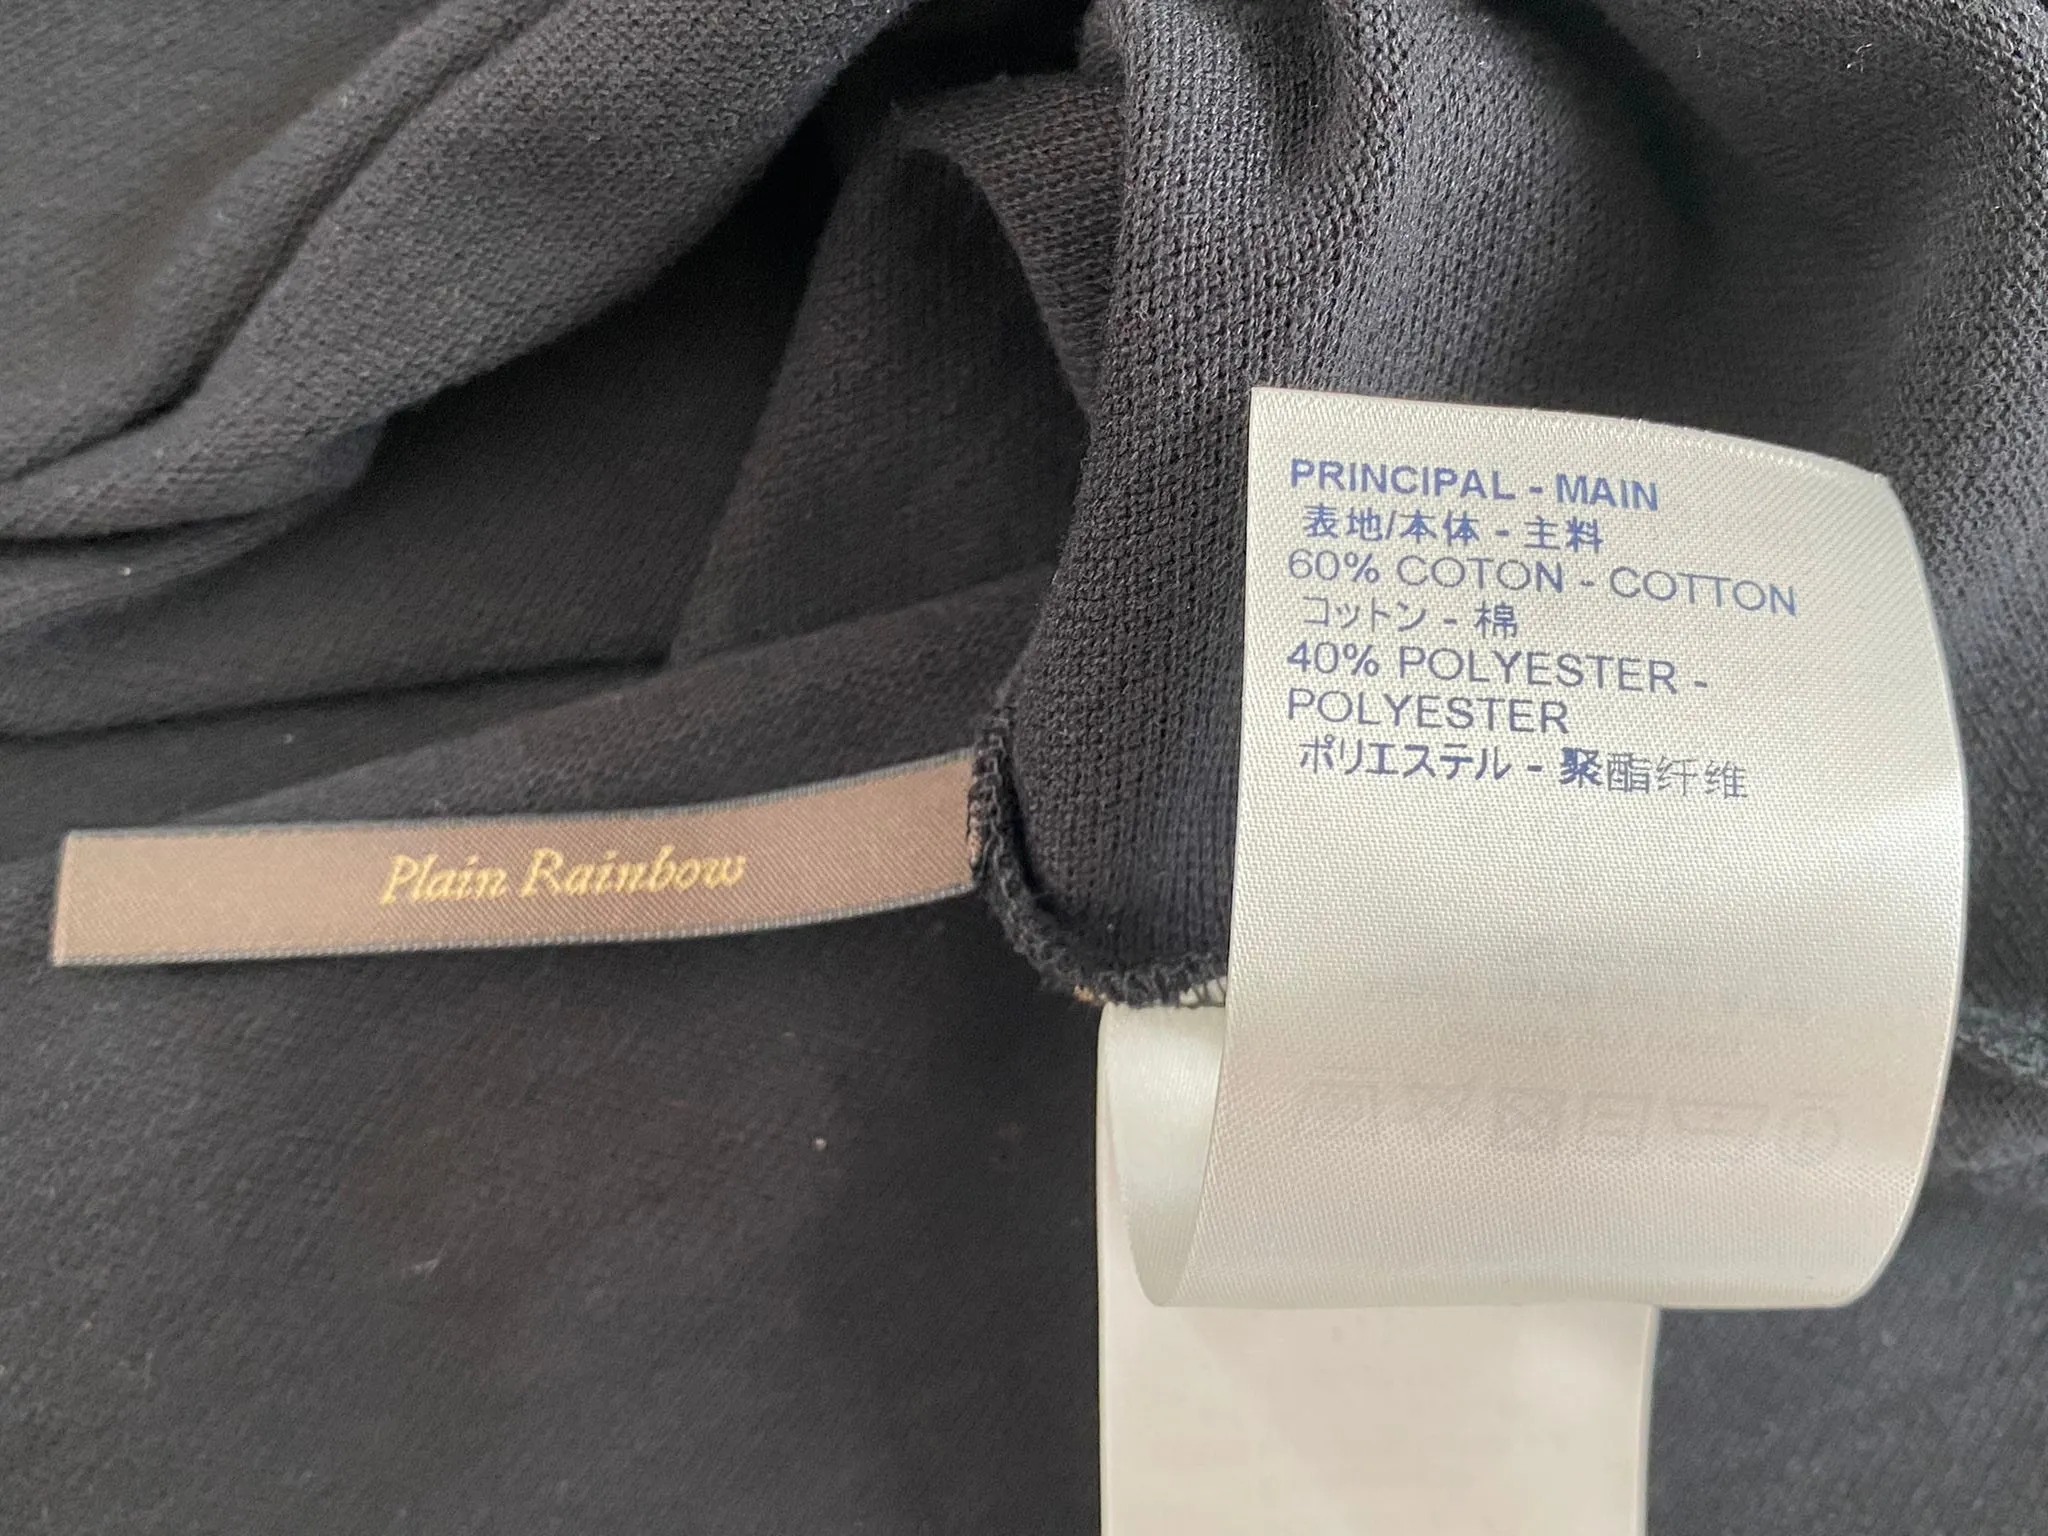 PRINCIPAL - MAIN
表地/本体 - 主料
60% COTON - COTTON
コットン - 棉
40% POLYESTER -
POLYESTER
ポリエステル - 聚酯纤维
Plain Rainbow